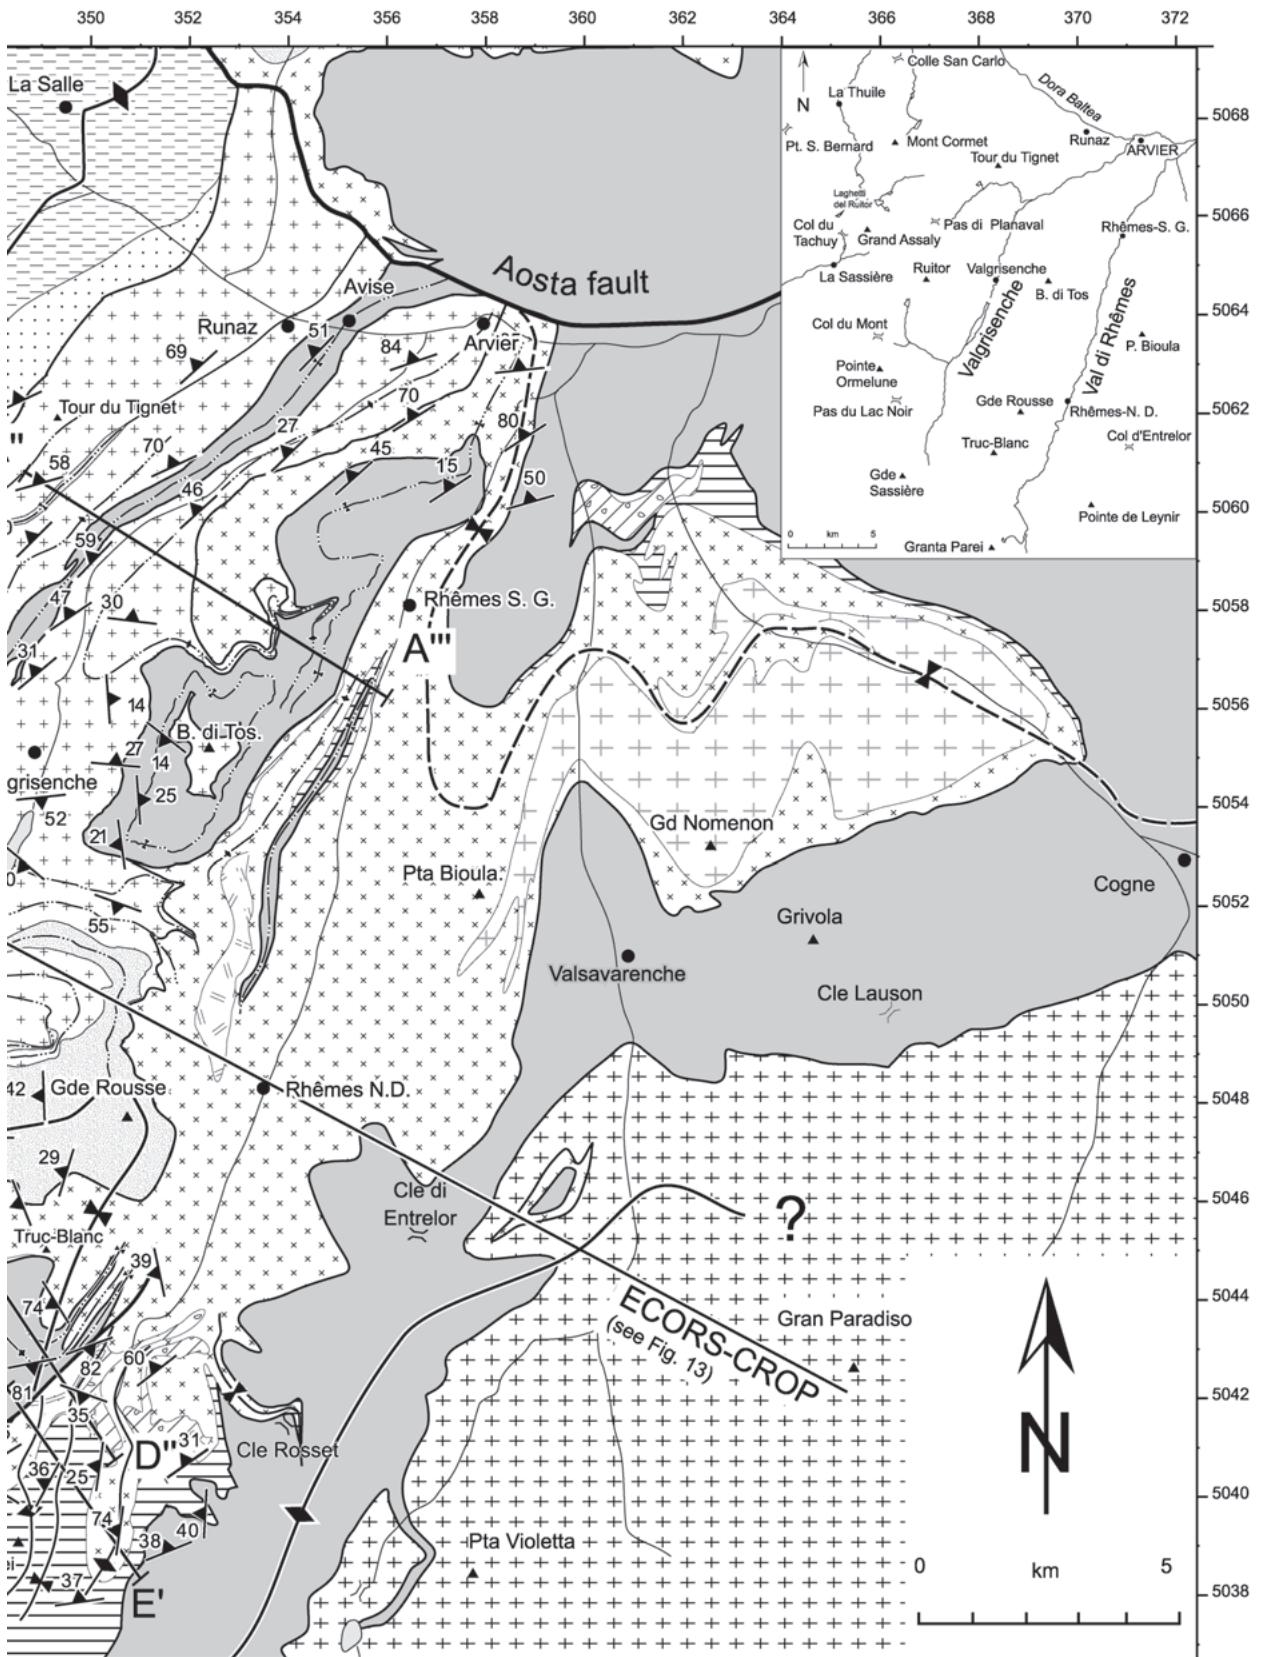 350 352 354 356 358 360 362 364 366 368 370 372
La Salle
Colle San Carlo
Dora Baltea
La Thuile
N
5068
Runaz
Mont Cormet
Pt. S. Bernard
ARVIER
Tour du Tignet
Laghetti
del Ruitor
5066
Col du
Tachuy
Pas di Planaval
Rhêmes-S. G.
Grand Assaly
Aosta fault
La Sassière
Ruitor
Valgrisenche
Avise
B. di Tos
5064
Runaz
51
Col du Mont
Valgrisenche
Val di Rhêmes
Arvier
84
69
P. Bioula
Pointe
Ormelune
5062
Tour du Tignet
70
Pas du Lac Noir
Gde Rousse
Rhêmes-N. D.
80
27
Col d'Entrelor
"
70
45
15
Truc-Blanc
58
50
Gde
Sassière
46
5060
Pointe de Leynir
0 km 5
Granta Parei
59
47
30
Rhêmes S. G.
5058
31
A'''
14
5056
B. di Tos.
27
14
grisenche
25
52
5054
21
Gd Nomenon
0
Pta Bioula
Cogne
55
Grivola
5052
Valsavarenche
Cle Lauson
5050
42
Gde Rousse
Rhêmes N.D.
5048
29
Cle di
Entrelor
?
5046
Truc-Blanc
39
74
ECORS-CROP
(see Fig. 13)
Gran Paradiso
5044
82
60
81
35
5042
D"
31
Cle Rosset
N
36
25
5040
74
38
40
Pta Violetta
0 km 5
37
E'
5038